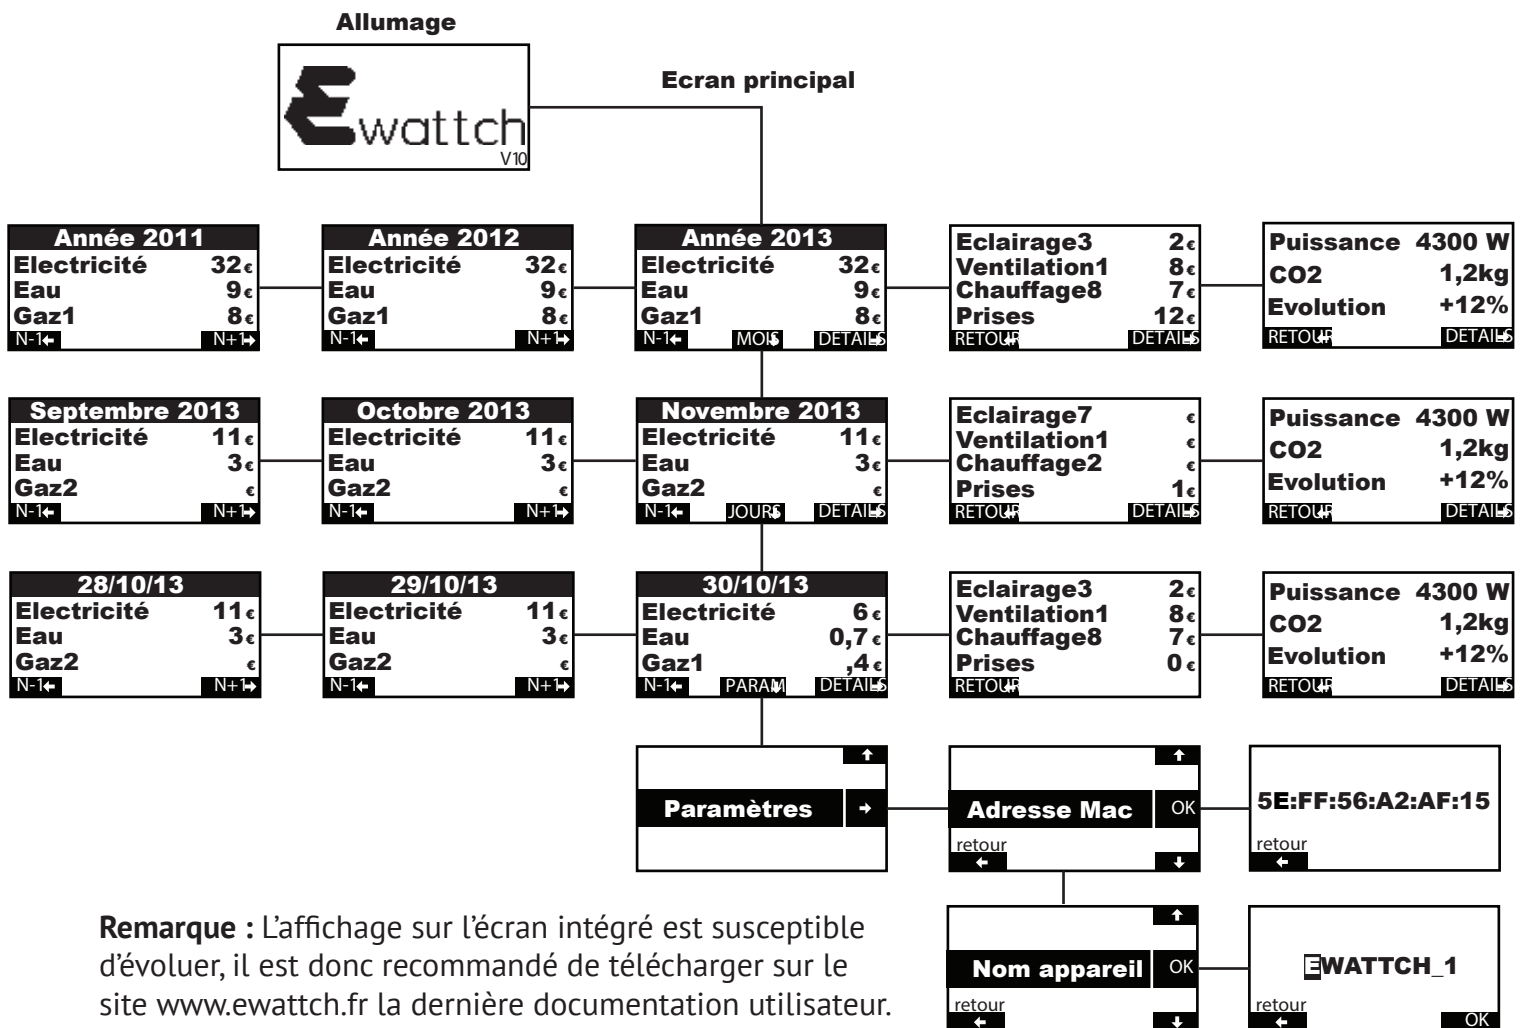 Allumage
Ewattch
V10
Ecran principal
Année 2011
Electricité 32€
Eau 9€
Gaz1 8€
N-1 N+1
Année 2012
Electricité 32€
Eau 9€
Gaz1 8€
N-1 N+1
Année 2013
Electricité 32€
Eau 9€
Gaz1 8€
N-1 MOIS DETAILS
Eclairage3 2€
Ventilation1 8€
Chauffage8 7€
Prises 12€
RETOUR DETAILS
Puissance 4300 W
CO2 1,2kg
Evolution +12%
RETOUR DETAILS
Septembre 2013
Electricité 11€
Eau 3€
Gaz2 €
N-1 N+1
Octobre 2013
Electricité 11€
Eau 3€
Gaz2 €
N-1 N+1
Novembre 2013
Electricité 11€
Eau 3€
Gaz2 €
N-1 JOURS DETAILS
Eclairage7 €
Ventilation1 €
Chauffage2 €
Prises 1€
RETOUR DETAILS
Puissance 4300 W
CO2 1,2kg
Evolution +12%
RETOUR DETAILS
28/10/13
Electricité 11€
Eau 3€
Gaz2 €
N-1 N+1
29/10/13
Electricité 11€
Eau 3€
Gaz2 €
N-1 N+1
30/10/13
Electricité 6€
Eau 0,7€
Gaz1 ,4€
N-1 PARAM DETAILS
Eclairage3 2€
Ventilation1 8€
Chauffage8 7€
Prises 0€
RETOUR
Puissance 4300 W
CO2 1,2kg
Evolution +12%
RETOUR DETAILS
Paramètres
Adresse Mac OK
retour
5E:FF:56:A2:AF:15
retour
Nom appareil OK
retour
EWATTCH_1
retour
OK
Remarque : L'affichage sur l'écran intégré est susceptible
d'évoluer, il est donc recommandé de télécharger sur le
site www.ewattch.fr la dernière documentation utilisateur.